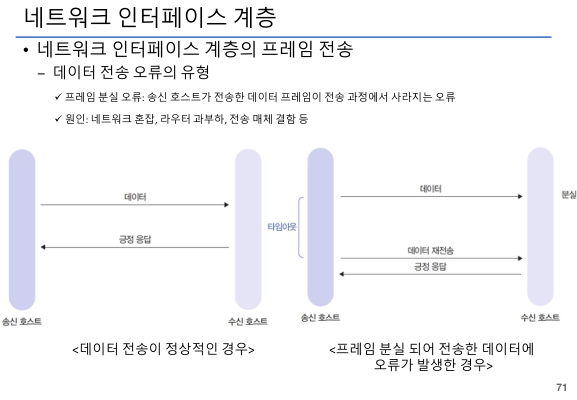 네트워크 인터페이스 계층
• 네트워크 인터페이스 계층의 프레임 전송
– 데이터 전송 오류의 유형
✓ 프레임 분실 오류: 송신 호스트가 전송한 데이터 프레임이 전송 과정에서 사라지는 오류
✓ 원인: 네트워크 혼잡, 라우터 과부하, 전송 매체 결함 등
데이터
긍정 응답
송신 호스트
수신 호스트
<데이터 전송이 정상적인 경우>
데이터
분실
타임아웃
데이터 재전송
긍정 응답
송신 호스트
수신 호스트
<프레임 분실 되어 전송한 데이터에
오류가 발생한 경우>
71